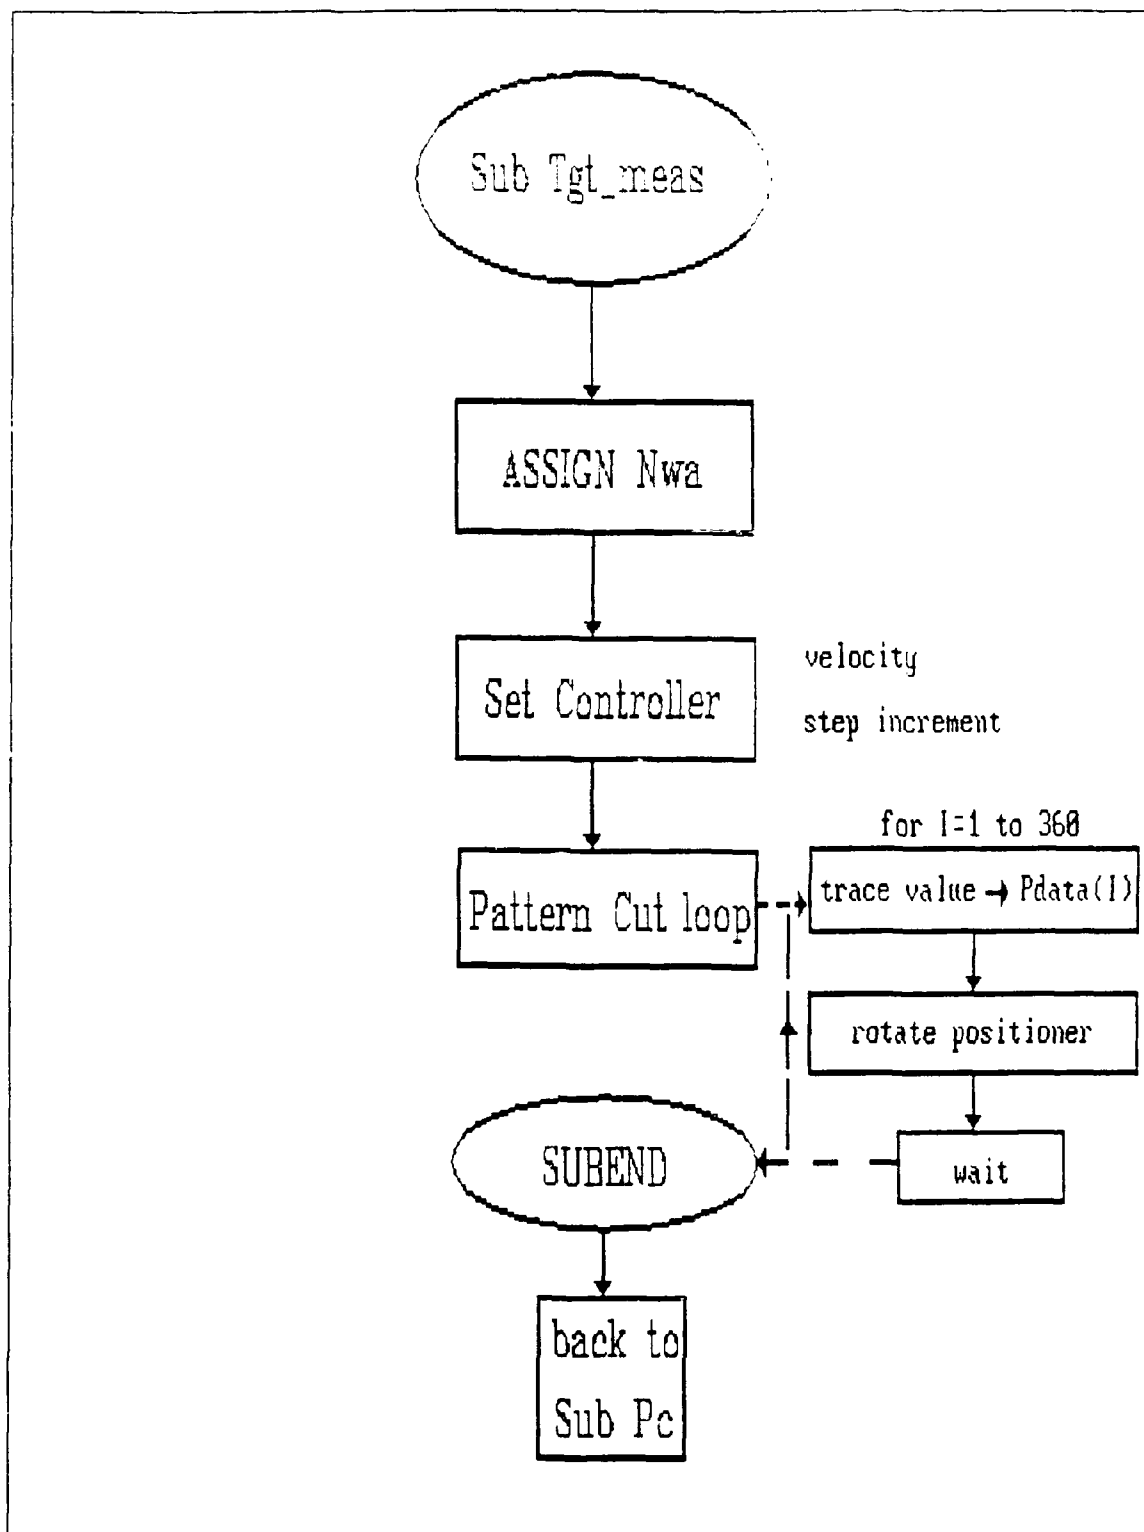 Sub Tgt_meas
ASSIGN Nwa
Set Controller
velocity
step increment
for I=1 to 360
Pattern Cut loop
trace value → Pdata(I)
rotate positioner
wait
SUBEND
back to
Sub Pc